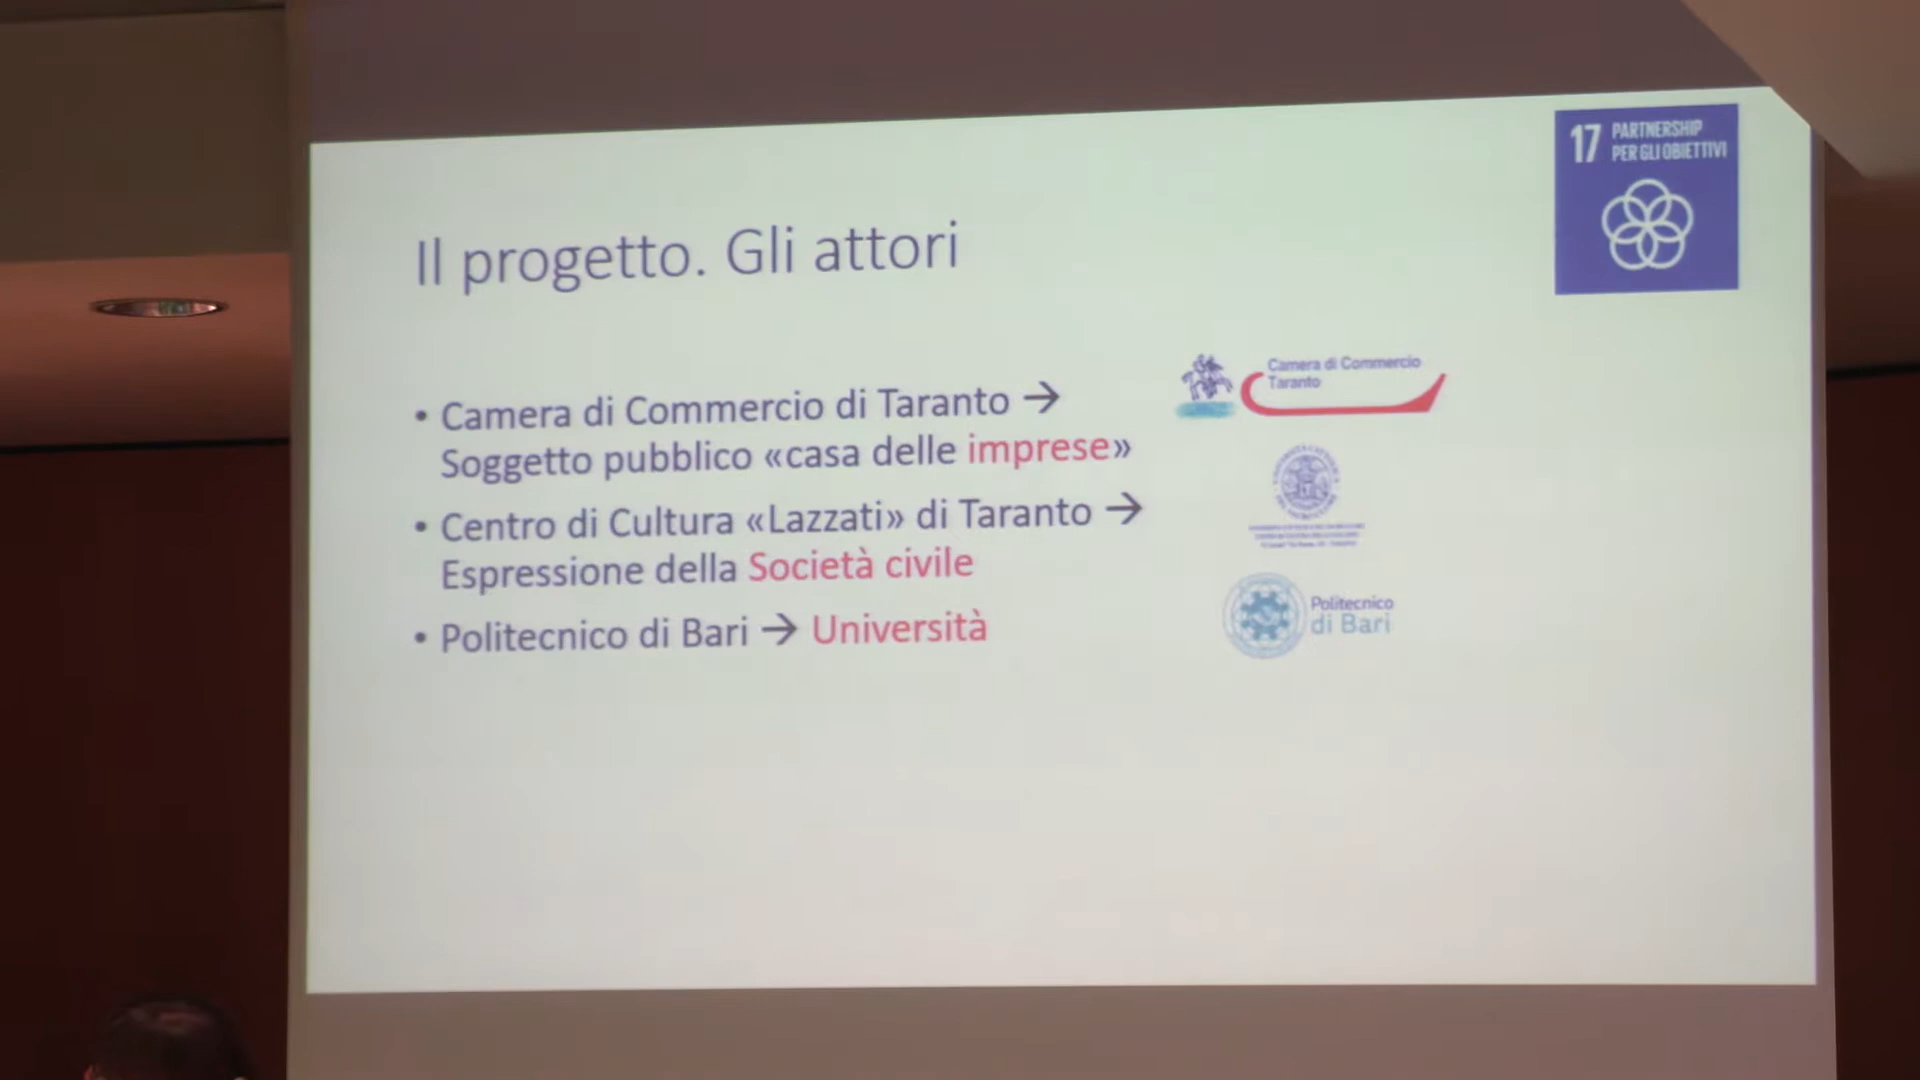 17 PARTNERSHIP
PER GLI OBIETTIVI
Il progetto. Gli attori
• Camera di Commercio di Taranto →
Soggetto pubblico «casa delle imprese»
• Centro di Cultura «Lazzati» di Taranto →
Espressione della Società civile
• Politecnico di Bari → Università
Camera di Commercio
Taranto
Politecnico
di Bari